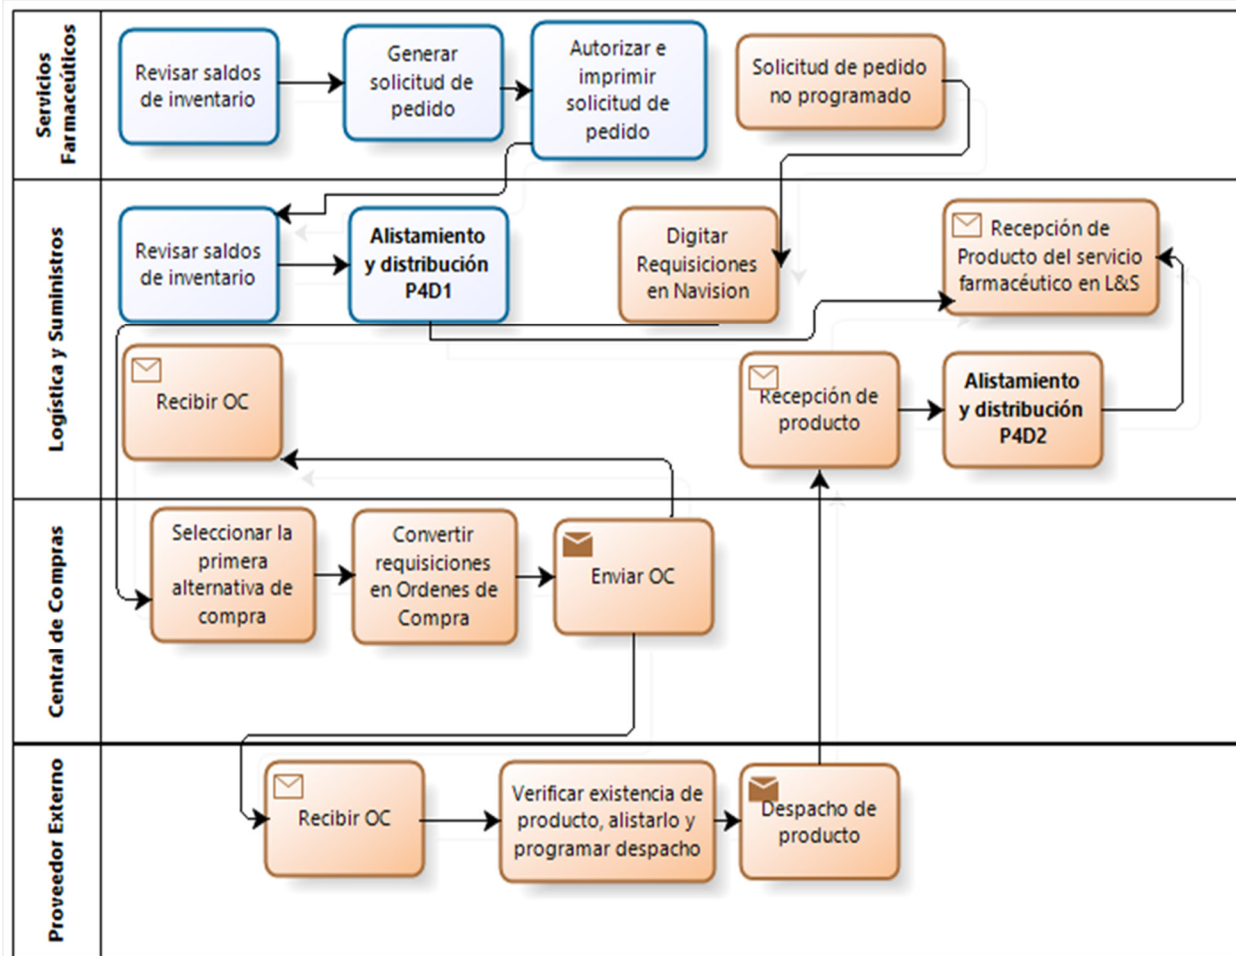 Servicios
Farmaceúticos
Revisar saldos
de inventario
Generar
solicitud de
pedido
Autorizar e
imprimir
solicitud de
pedido
Solicitud de pedido
no programado
Logística y Suministros
Revisar saldos
de inventario
Alistamiento
y distribución
P4D1
Digitar
Requisiciones
en Navision
Recepción de
Producto del servicio
farmacéutico en L&S
Recibir OC
Recepción de
producto
Alistamiento
y distribución
P4D2
Central de Compras
Seleccionar la
primera
alternativa de
compra
Convertir
requisiciones
en Ordenes de
Compra
Enviar OC
Proveedor Externo
Recibir OC
Verificar existencia de
producto, alistarlo y
programar despacho
Despacho de
producto